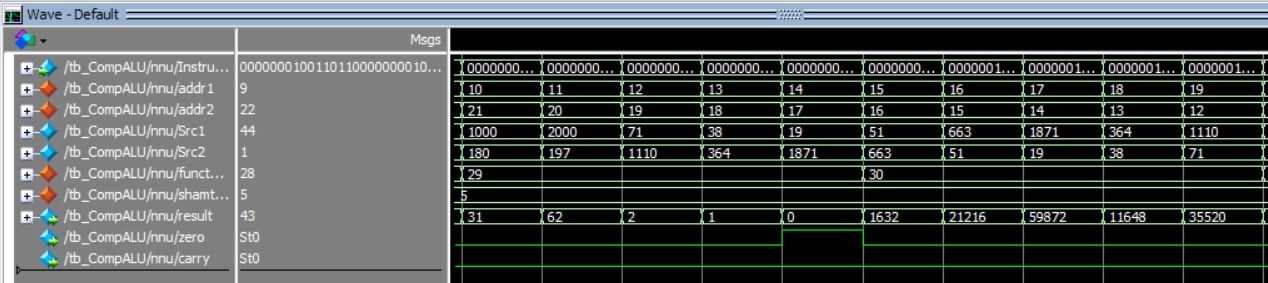 Wave - Default
Msgs
/tb_CompALU/nnu/Instru... 00000001001101100000000010... 0000000... 0000000... 0000000... 0000000... 0000000... 0000000... 0000001... 0000001... 0000001... 0000001...
/tb_CompALU/nnu/addr1 9 10 11 12 13 14 15 16 17 18 19
/tb_CompALU/nnu/addr2 22 21 20 19 18 17 16 15 14 13 12
/tb_CompALU/nnu/Src1 44 1000 2000 71 38 19 51 663 1871 364 1110
/tb_CompALU/nnu/Src2 1 180 197 1110 364 1871 663 51 19 38 71
/tb_CompALU/nnu/funct... 28 29 30
/tb_CompALU/nnu/shamt... 5 5
/tb_CompALU/nnu/result 43 31 62 2 1 0 1632 21216 59872 11648 35520
/tb_CompALU/nnu/zero St0
/tb_CompALU/nnu/carry St0